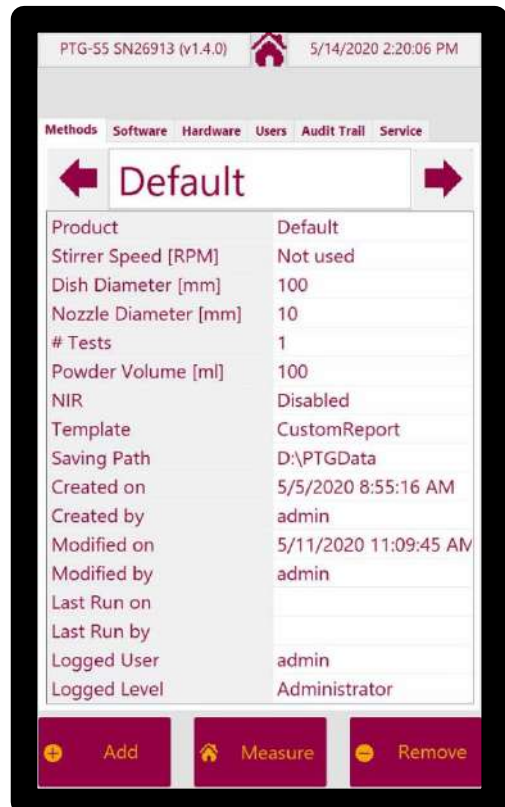 PTG-S5 SN26913 (v1.4.0) 5/14/2020 2:20:06 PM
Methods Software Hardware Users Audit Trail Service
Default
Product Default
Stirrer Speed [RPM] Not used
Dish Diameter [mm] 100
Nozzle Diameter [mm] 10
# Tests 1
Powder Volume [ml] 100
NIR Disabled
Template CustomReport
Saving Path D:\PTGData
Created on 5/5/2020 8:55:16 AM
Created by admin
Modified on 5/11/2020 11:09:45 AM
Modified by admin
Last Run on
Last Run by
Logged User admin
Logged Level Administrator
Add Measure Remove